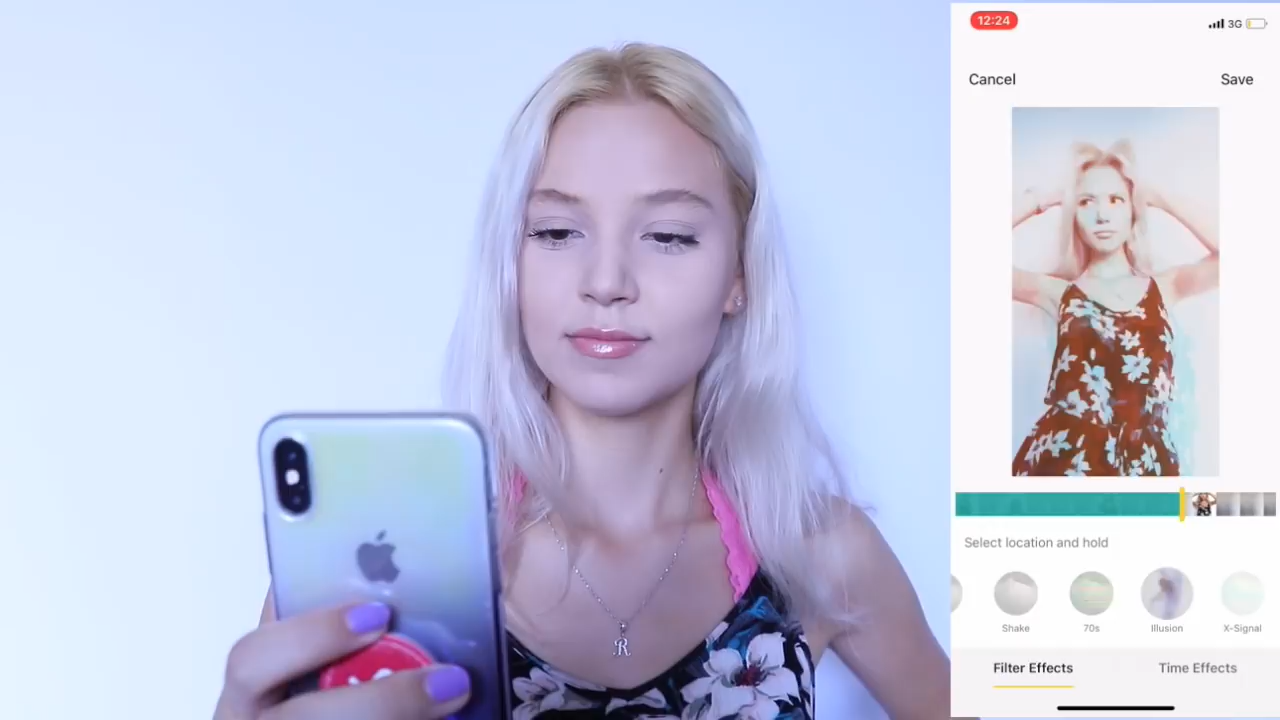 12:24
3G
Cancel
Save
Select location and hold
Shake
70s
Illusion
X-Signal
Filter Effects
Time Effects
R